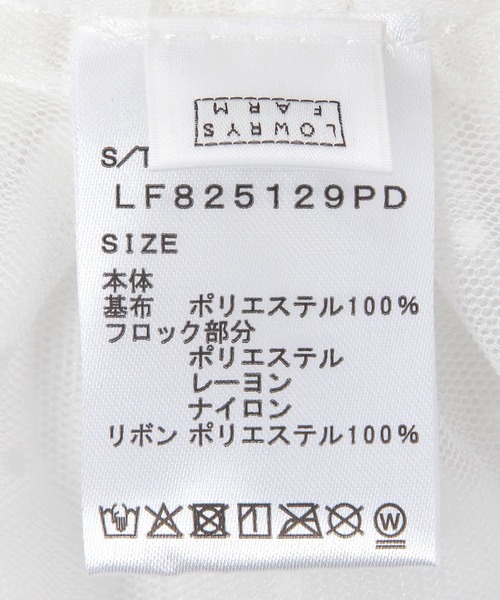 LOWRYS
FARM
S/
LF825129PD
SIZE
本体
基布 ポリエステル100%
フロック部分
ポリエステル
レーヨン
ナイロン
リボン ポリエステル100%
W